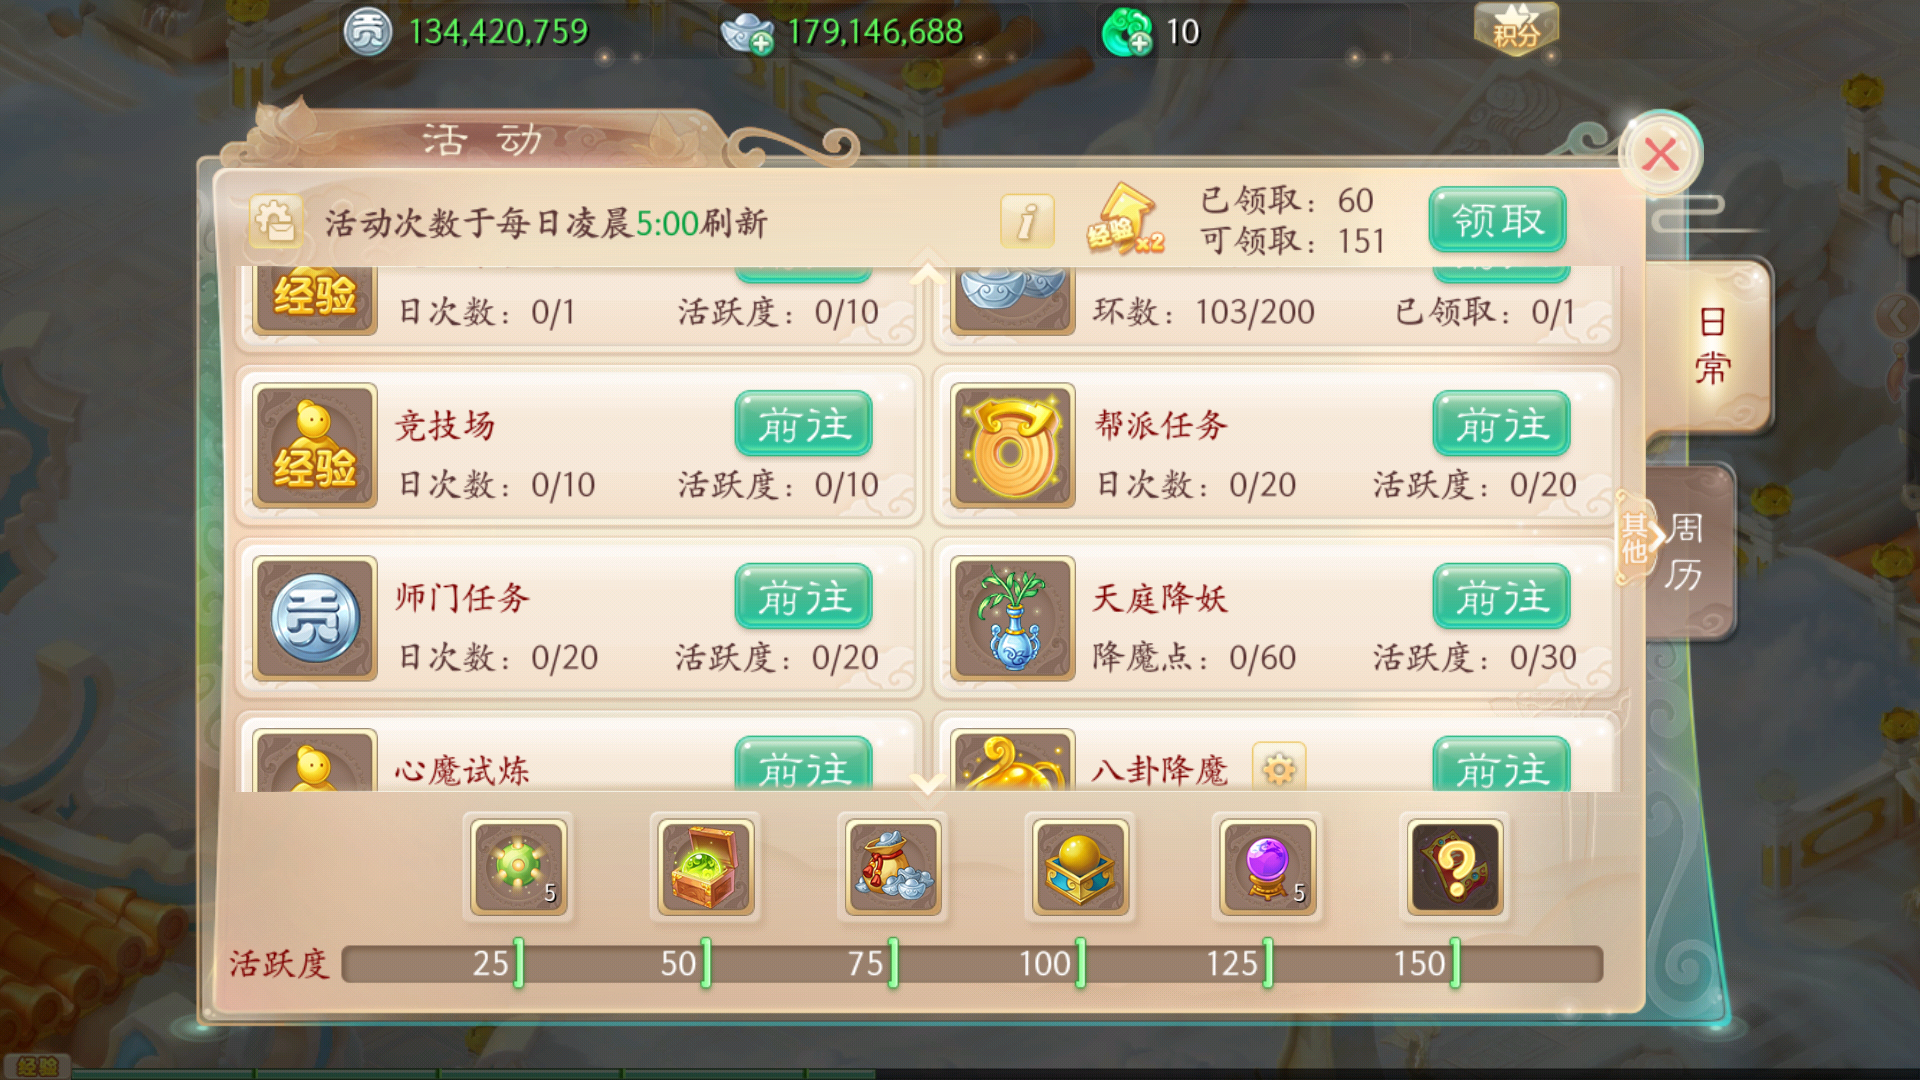 134,420,759
179,146,688
10
积分
活动
活动次数于每日凌晨5:00刷新
经验x2
已领取：60
可领取：151
领取
经验
日次数：0/1
活跃度：0/10
环数：103/200
已领取：0/1
日常
经验
竞技场
前往
日次数：0/10
活跃度：0/10
帮派任务
前往
日次数：0/20
活跃度：0/20
其他
周历
贡
师门任务
前往
日次数：0/20
活跃度：0/20
天庭降妖
前往
降魔点：0/60
活跃度：0/30
心魔试炼
前往
八卦降魔
前往
5
5
活跃度
25
50
75
100
125
150
经验